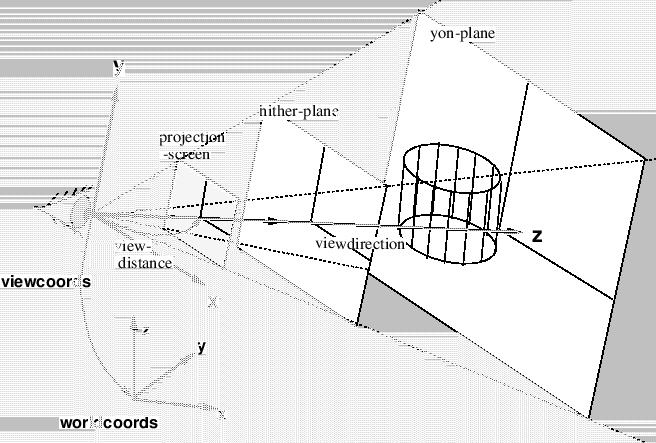 yon-plane
y
hither-plane
projection
-screen
z
view-
distance
viewdirection
viewcoords
x
z
y
x
worldcoords